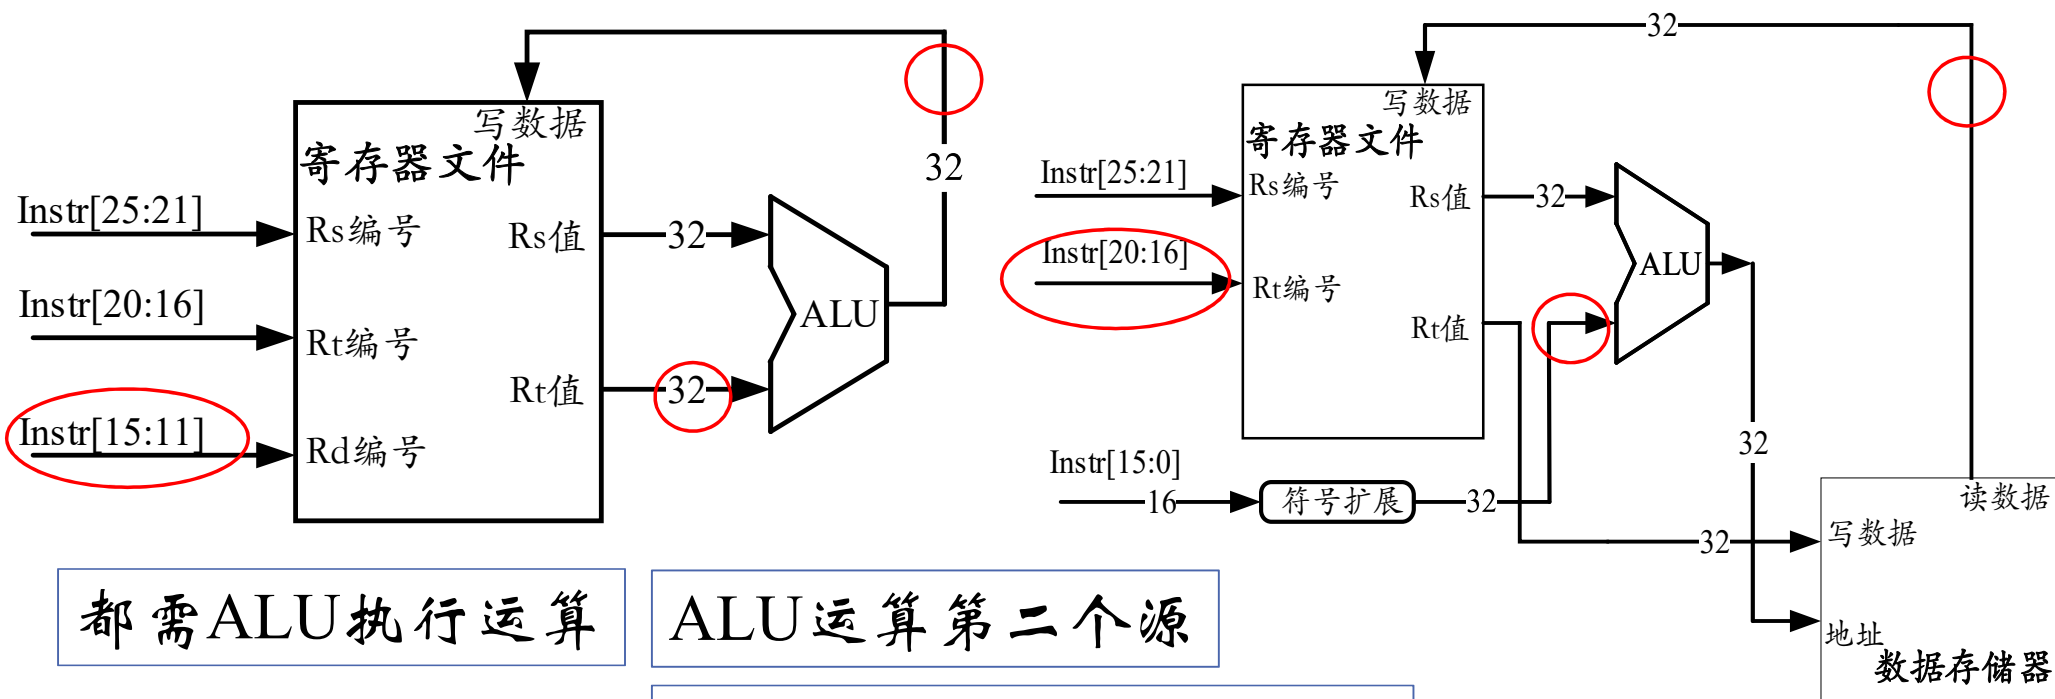 写数据
寄存器文件
Instr[25:21]
Rs编号
Rs值
32
32
Instr[20:16]
Rt编号
Rt值
32
Instr[15:11]
Rd编号
ALU
32
写数据
寄存器文件
Instr[25:21]
Rs编号
Rs值
32
Instr[20:16]
Rt编号
Rt值
ALU
32
Instr[15:0]
16
符号扩展
32
32
读数据
写数据
地址
数据存储器
都需ALU执行运算
ALU运算第二个源